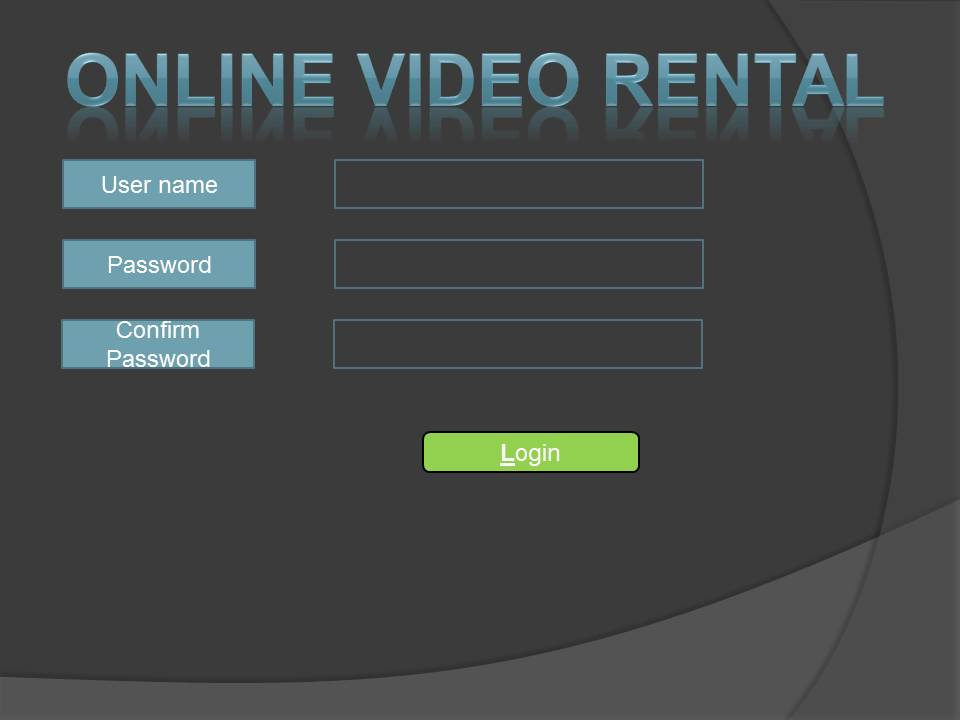 ONLINE VIDEO RENTAL
User name
Password
Confirm
Password
Login